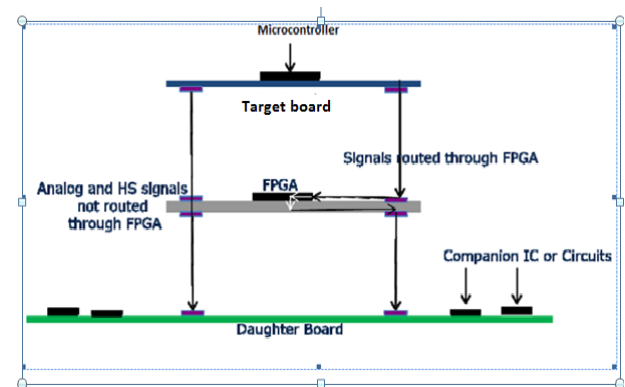 Microcontroller
Target board
Signals routed through FPGA
FPGA
Analog and HS signals
not routed
through FPGA
Companion IC or Circuits
Daughter Board